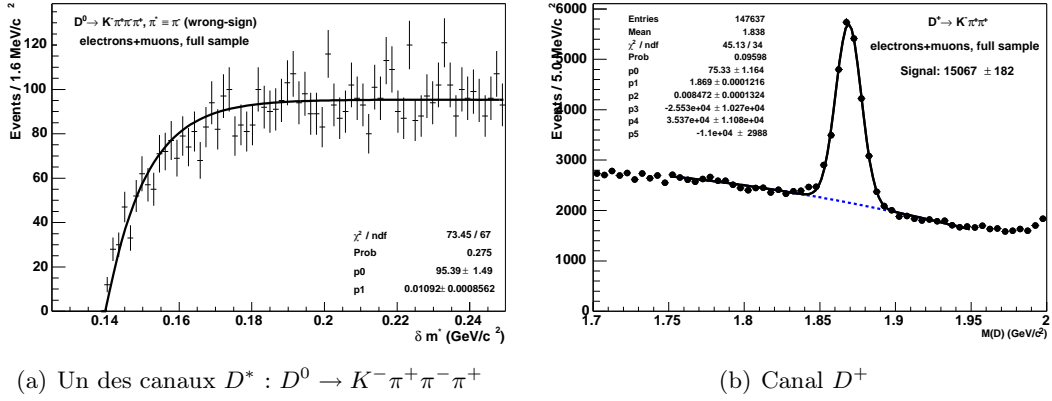 D⁰→ K⁻π⁺π⁻π⁺, π* ≡ π⁻ (wrong-sign)
electrons+muons, full sample
Events / 1.6 MeV/c ²
120
100
80
60
40
20
0
χ² / ndf 73.45 / 67
Prob 0.275
p0 95.39 ± 1.49
p1 0.01092± 0.0008562
0.14 0.16 0.18 0.2 0.22 0.24
δ m* (GeV/c ²)
(a) Un des canaux D* : D⁰ → K⁻π⁺π⁻π⁺
Events / 5.0 MeV/c ²
6000
5000
4000
3000
2000
1000
0
Entries 147637
Mean 1.838
χ² / ndf 45.13 / 34
Prob 0.09598
p0 75.33 ± 1.164
p1 1.869 ± 0.0001216
p2 0.008472 ± 0.0001324
p3 -2.553e+04 ± 1.027e+04
p4 3.537e+04 ± 1.108e+04
p5 -1.1e+04 ± 2988
D⁺→ K⁻π⁺π⁺
electrons+muons, full sample
Signal: 15067 ± 182
1.7 1.75 1.8 1.85 1.9 1.95 2
M(D) (GeV/c²)
(b) Canal D⁺